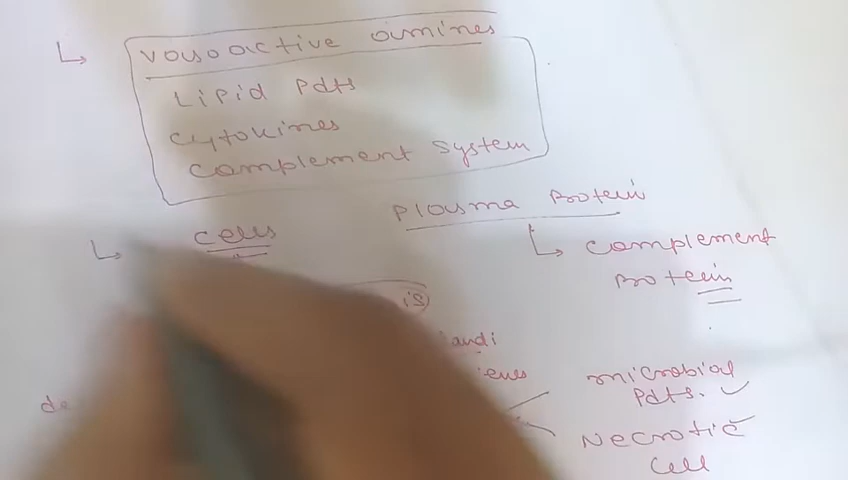 vasoactive amines
Lipid Pdts
Cytokines
Complement System
Cells
Plasma Protein
Complement
Protein
microbial
Pdts.
Necrotic
Cell